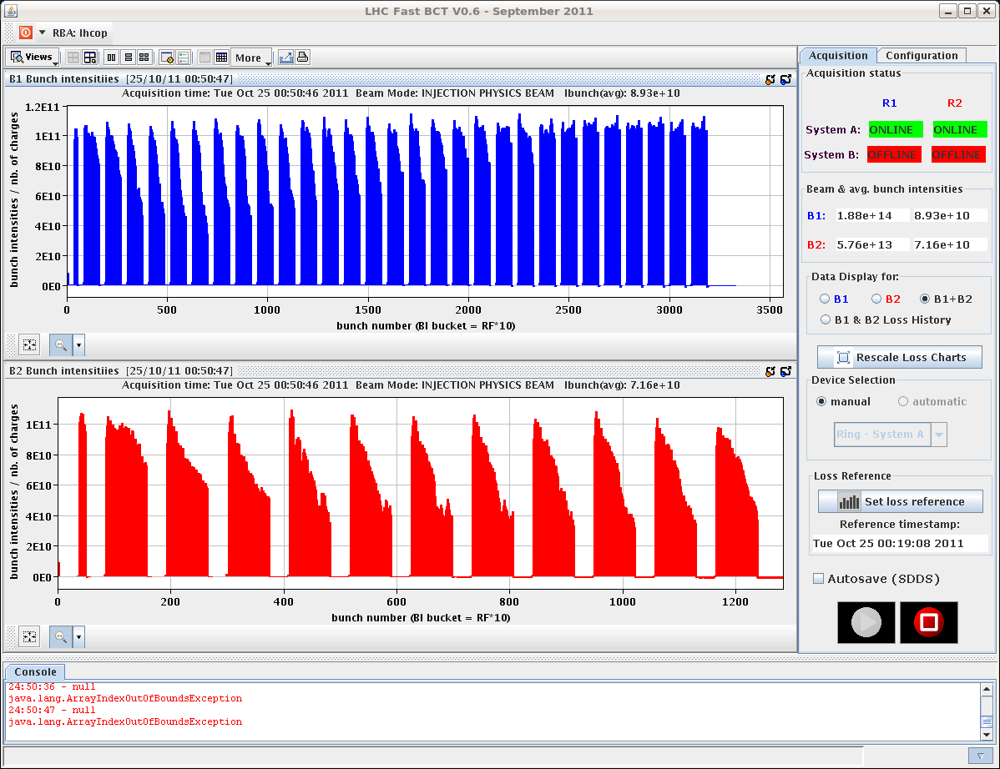 LHC Fast BCT V0.6 - September 2011
RBA: lhcop
Views
More
B1 Bunch intensitiies [25/10/11 00:50:47]
Acquisition time: Tue Oct 25 00:50:46 2011 Beam Mode: INJECTION PHYSICS BEAM Ibunch(avg): 8.93e+10
bunch intensities / nb. of charges
1.2E11
1E11
8E10
6E10
4E10
2E10
0E0
0 500 1000 1500 2000 2500 3000 3500
bunch number (BI bucket = RF*10)
B2 Bunch intensitiies [25/10/11 00:50:47]
Acquisition time: Tue Oct 25 00:50:46 2011 Beam Mode: INJECTION PHYSICS BEAM Ibunch(avg): 7.16e+10
bunch intensities / nb. of charges
1E11
8E10
6E10
4E10
2E10
0E0
0 200 400 600 800 1000 1200
bunch number (BI bucket = RF*10)
Acquisition Configuration
Acquisition status
R1 R2
System A: ONLINE ONLINE
System B: OFFLINE OFFLINE
Beam & avg. bunch intensities
B1: 1.88e+14 8.93e+10
B2: 5.76e+13 7.16e+10
Data Display for:
B1 B2 B1+B2
B1 & B2 Loss History
Rescale Loss Charts
Device Selection
manual automatic
Ring - System A
Loss Reference
Set loss reference
Reference timestamp:
Tue Oct 25 00:19:08 2011
Autosave (SDDS)
Console
24:50:36 - null
java.lang.ArrayIndexOutOfBoundsException
24:50:47 - null
java.lang.ArrayIndexOutOfBoundsException